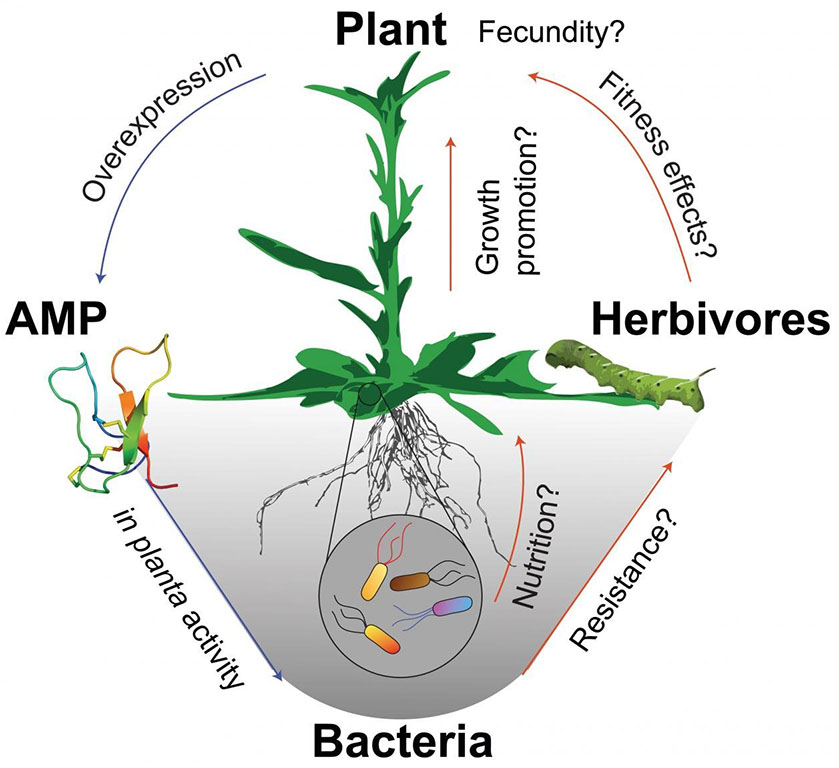 Plant Fecundity?
Overexpression
Growth
promotion?
Fitness effects?
AMP
Herbivores
in planta activity
Nutrition?
Resistance?
Bacteria